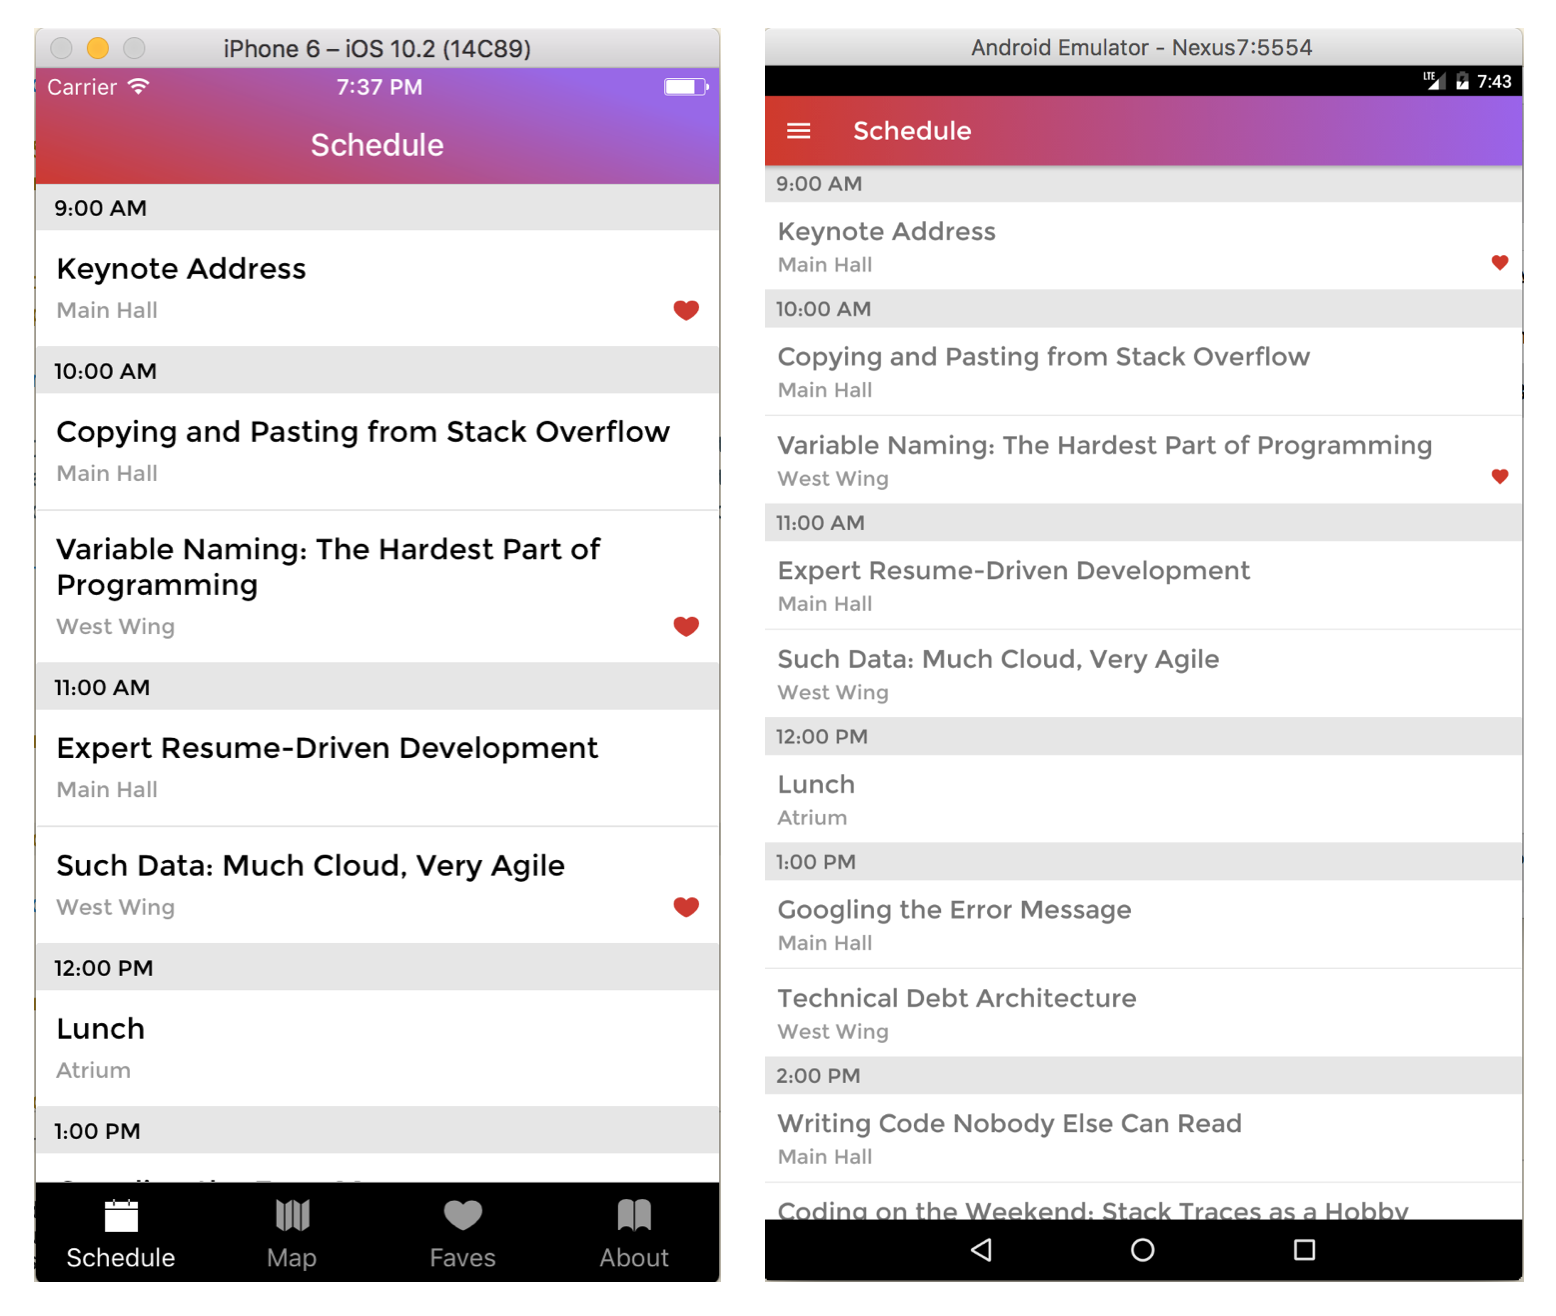 iPhone 6 – iOS 10.2 (14C89)
Carrier
7:37 PM
Schedule
9:00 AM
Keynote Address
Main Hall
10:00 AM
Copying and Pasting from Stack Overflow
Main Hall
Variable Naming: The Hardest Part of
Programming
West Wing
11:00 AM
Expert Resume-Driven Development
Main Hall
Such Data: Much Cloud, Very Agile
West Wing
12:00 PM
Lunch
Atrium
1:00 PM
Schedule
Map
Faves
About
Android Emulator - Nexus7:5554
LTE
7:43
Schedule
9:00 AM
Keynote Address
Main Hall
10:00 AM
Copying and Pasting from Stack Overflow
Main Hall
Variable Naming: The Hardest Part of Programming
West Wing
11:00 AM
Expert Resume-Driven Development
Main Hall
Such Data: Much Cloud, Very Agile
West Wing
12:00 PM
Lunch
Atrium
1:00 PM
Googling the Error Message
Main Hall
Technical Debt Architecture
West Wing
2:00 PM
Writing Code Nobody Else Can Read
Main Hall
Coding on the Weekend: Stack Traces as a Hobby